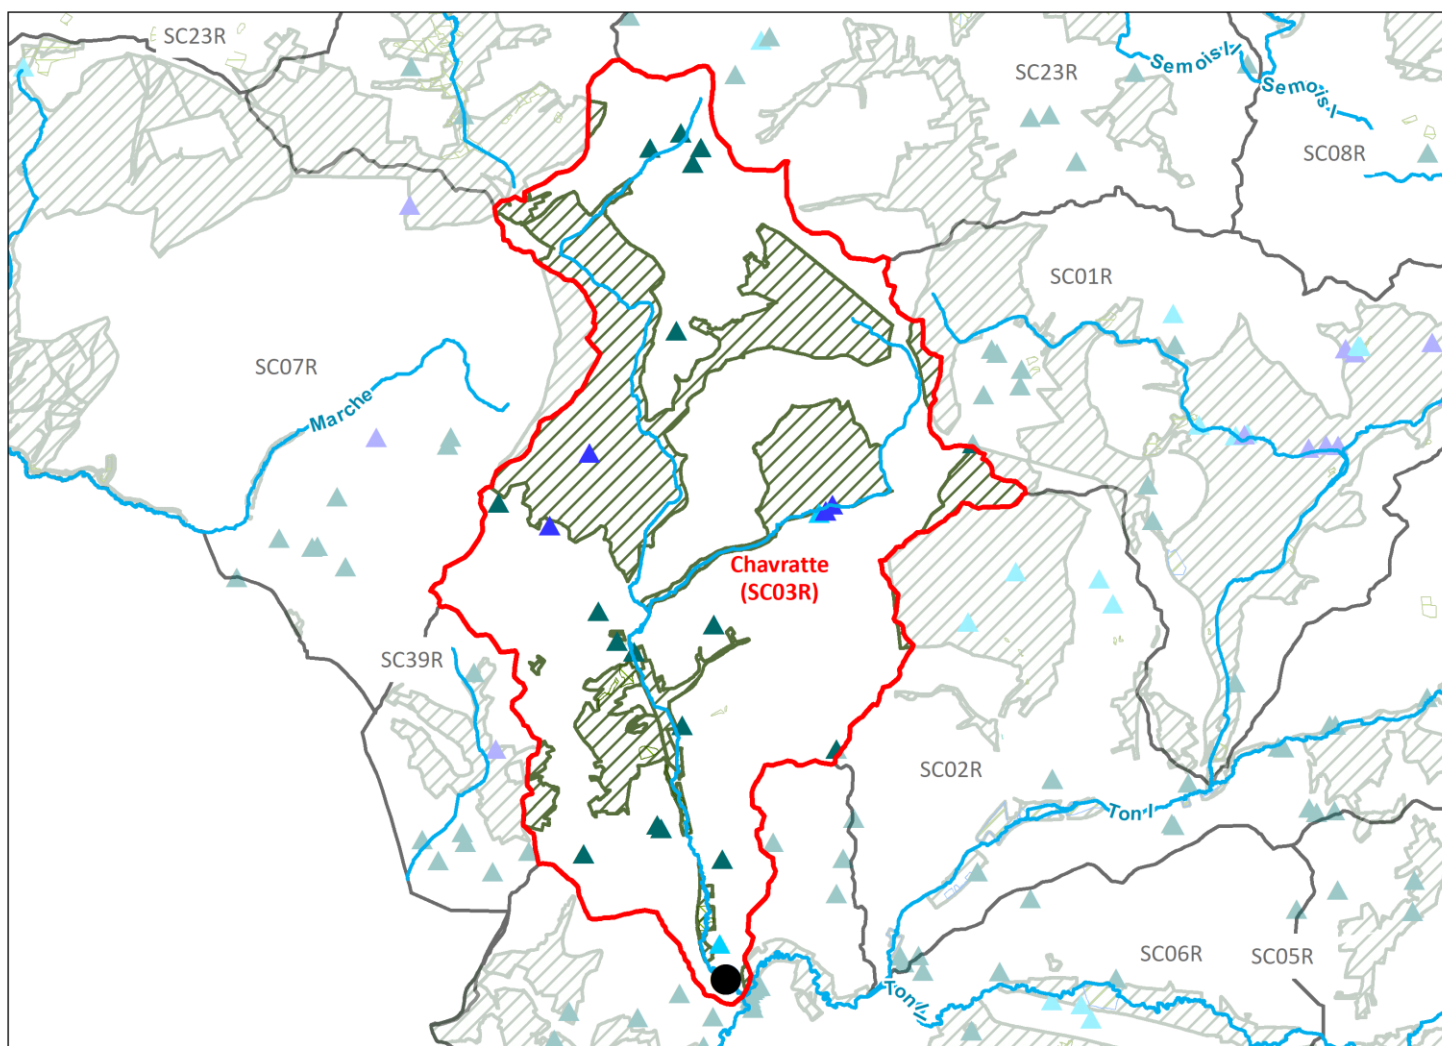 SC23R
SC23R
Semois I/
Semois I
SC08R
SC01R
SC07R
Marche
Chavratte
(SC03R)
SC39R
SC02R
Ton I
SC06R
SC05R
Ton I/